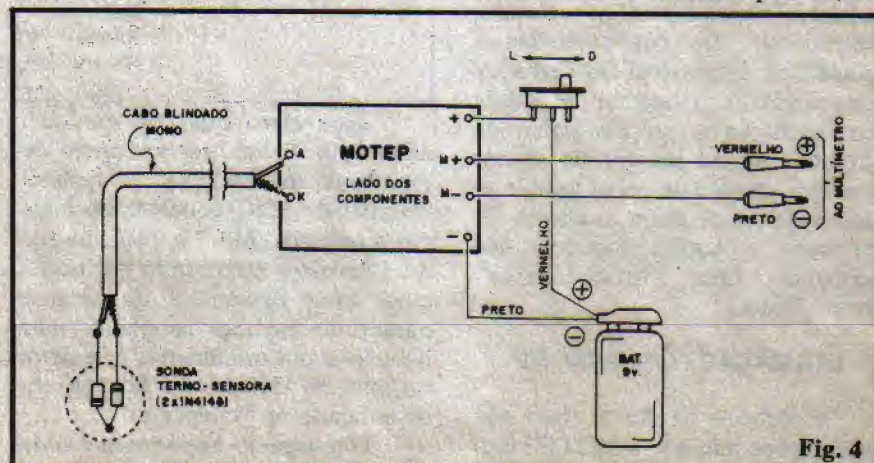 L D
CABO BLINDADO
MONO
A
K
MOTEP
LADO DOS
COMPONENTES
+
M+
M-
-
VERMELHO
+
PRETO
-
AO MULTÍMETRO
VERMELHO
PRETO
+
-
BAT.
9v.
SONDA
TERMO-SENSORA
(2x1N4148)
Fig. 4